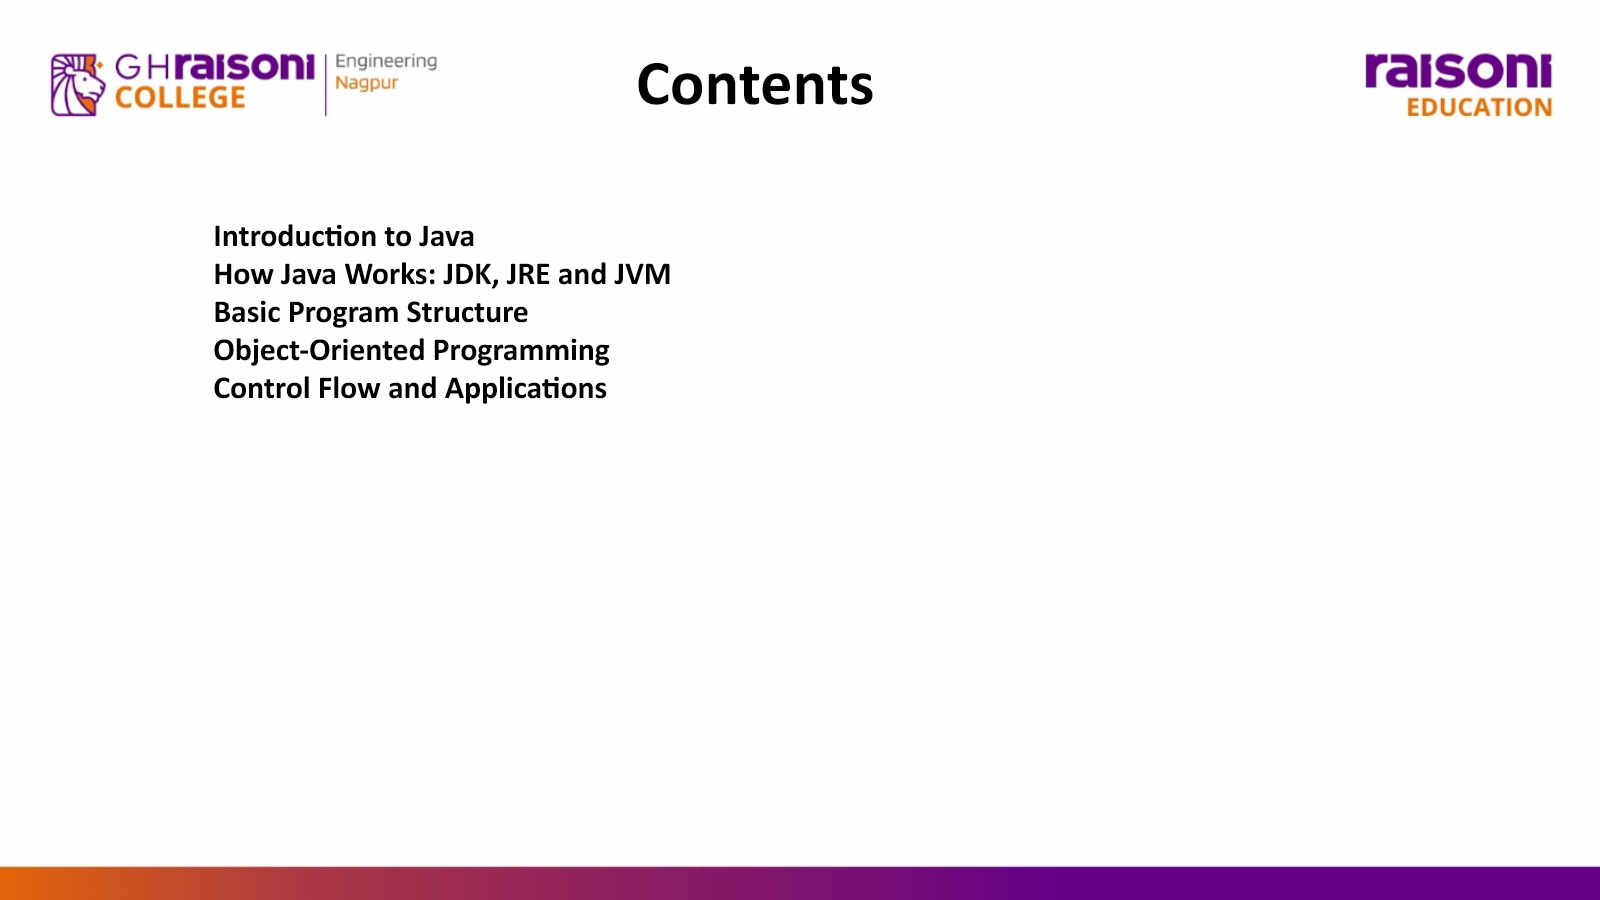 GHraisoni
COLLEGE
Engineering
Nagpur
Contents
raisoni
EDUCATION
Introduction to Java
How Java Works: JDK, JRE and JVM
Basic Program Structure
Object-Oriented Programming
Control Flow and Applications